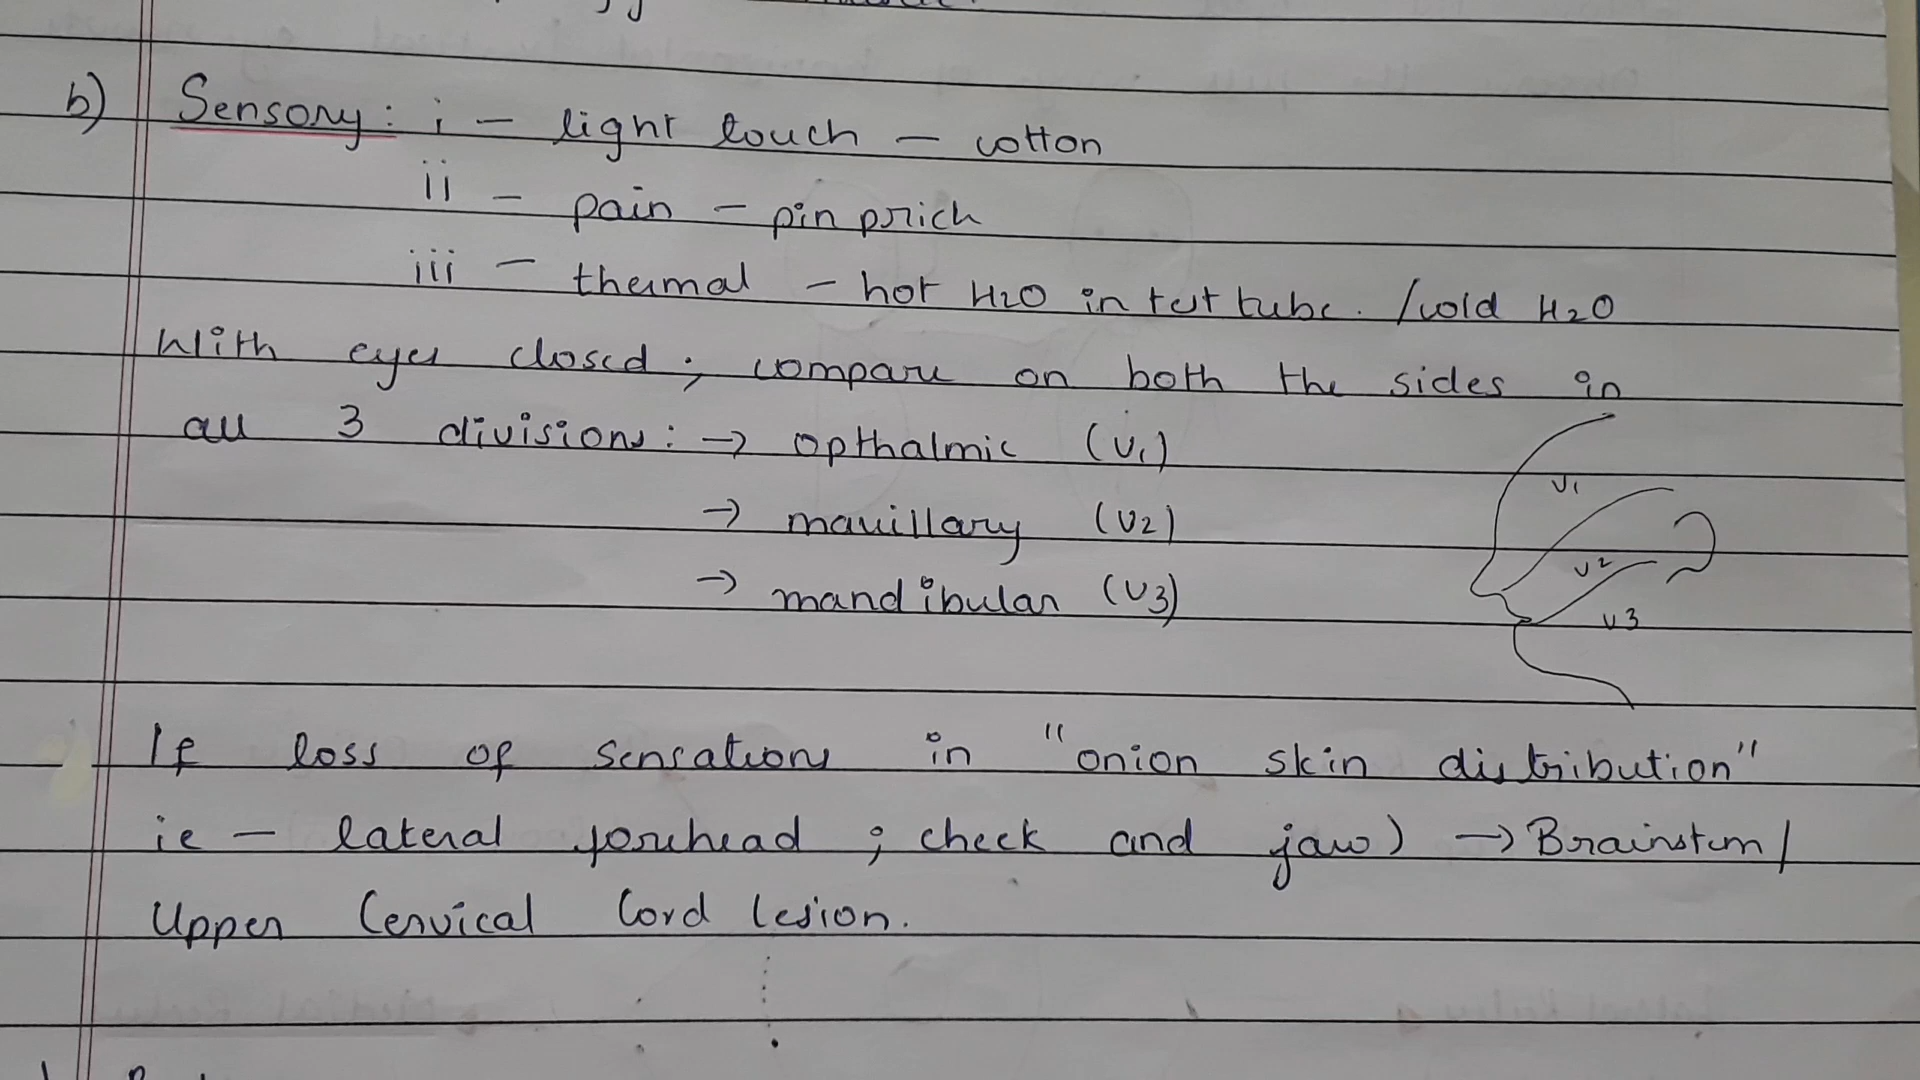 b) Sensory: i - light touch - cotton
ii - pain - pin prick
iii - thermal - hot H2O in test tube. /cold H2O
With eyes closed; compare on both the sides in
all 3 divisions: → opthalmic (V1)
→ maxillary (V2)
→ mandibular (V3)
V1
V2
V3
If loss of sensations in "onion skin distribution"
ie - lateral forehead ; check and jaw) → Brainstem/
Upper Cervical Cord lesion.